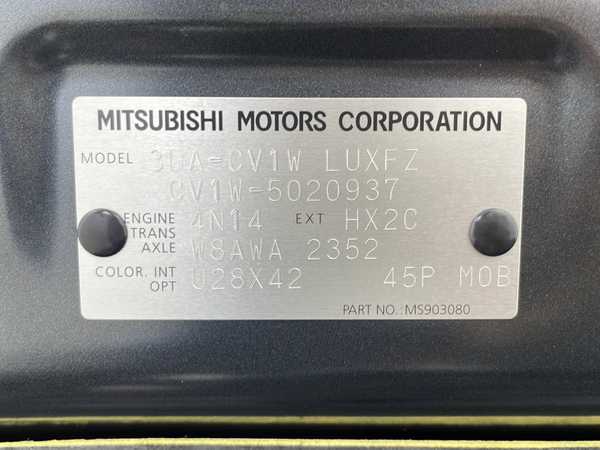 MITSUBISHI MOTORS CORPORATION
MODEL 3DA-CV1W LUXFZ
CV1W-5020937
ENGINE 4N14 EXT HX2C
TRANS
AXLE W8AWA 2352
COLOR. INT U28X42 45P M0B
OPT
PART NO.:MS903080